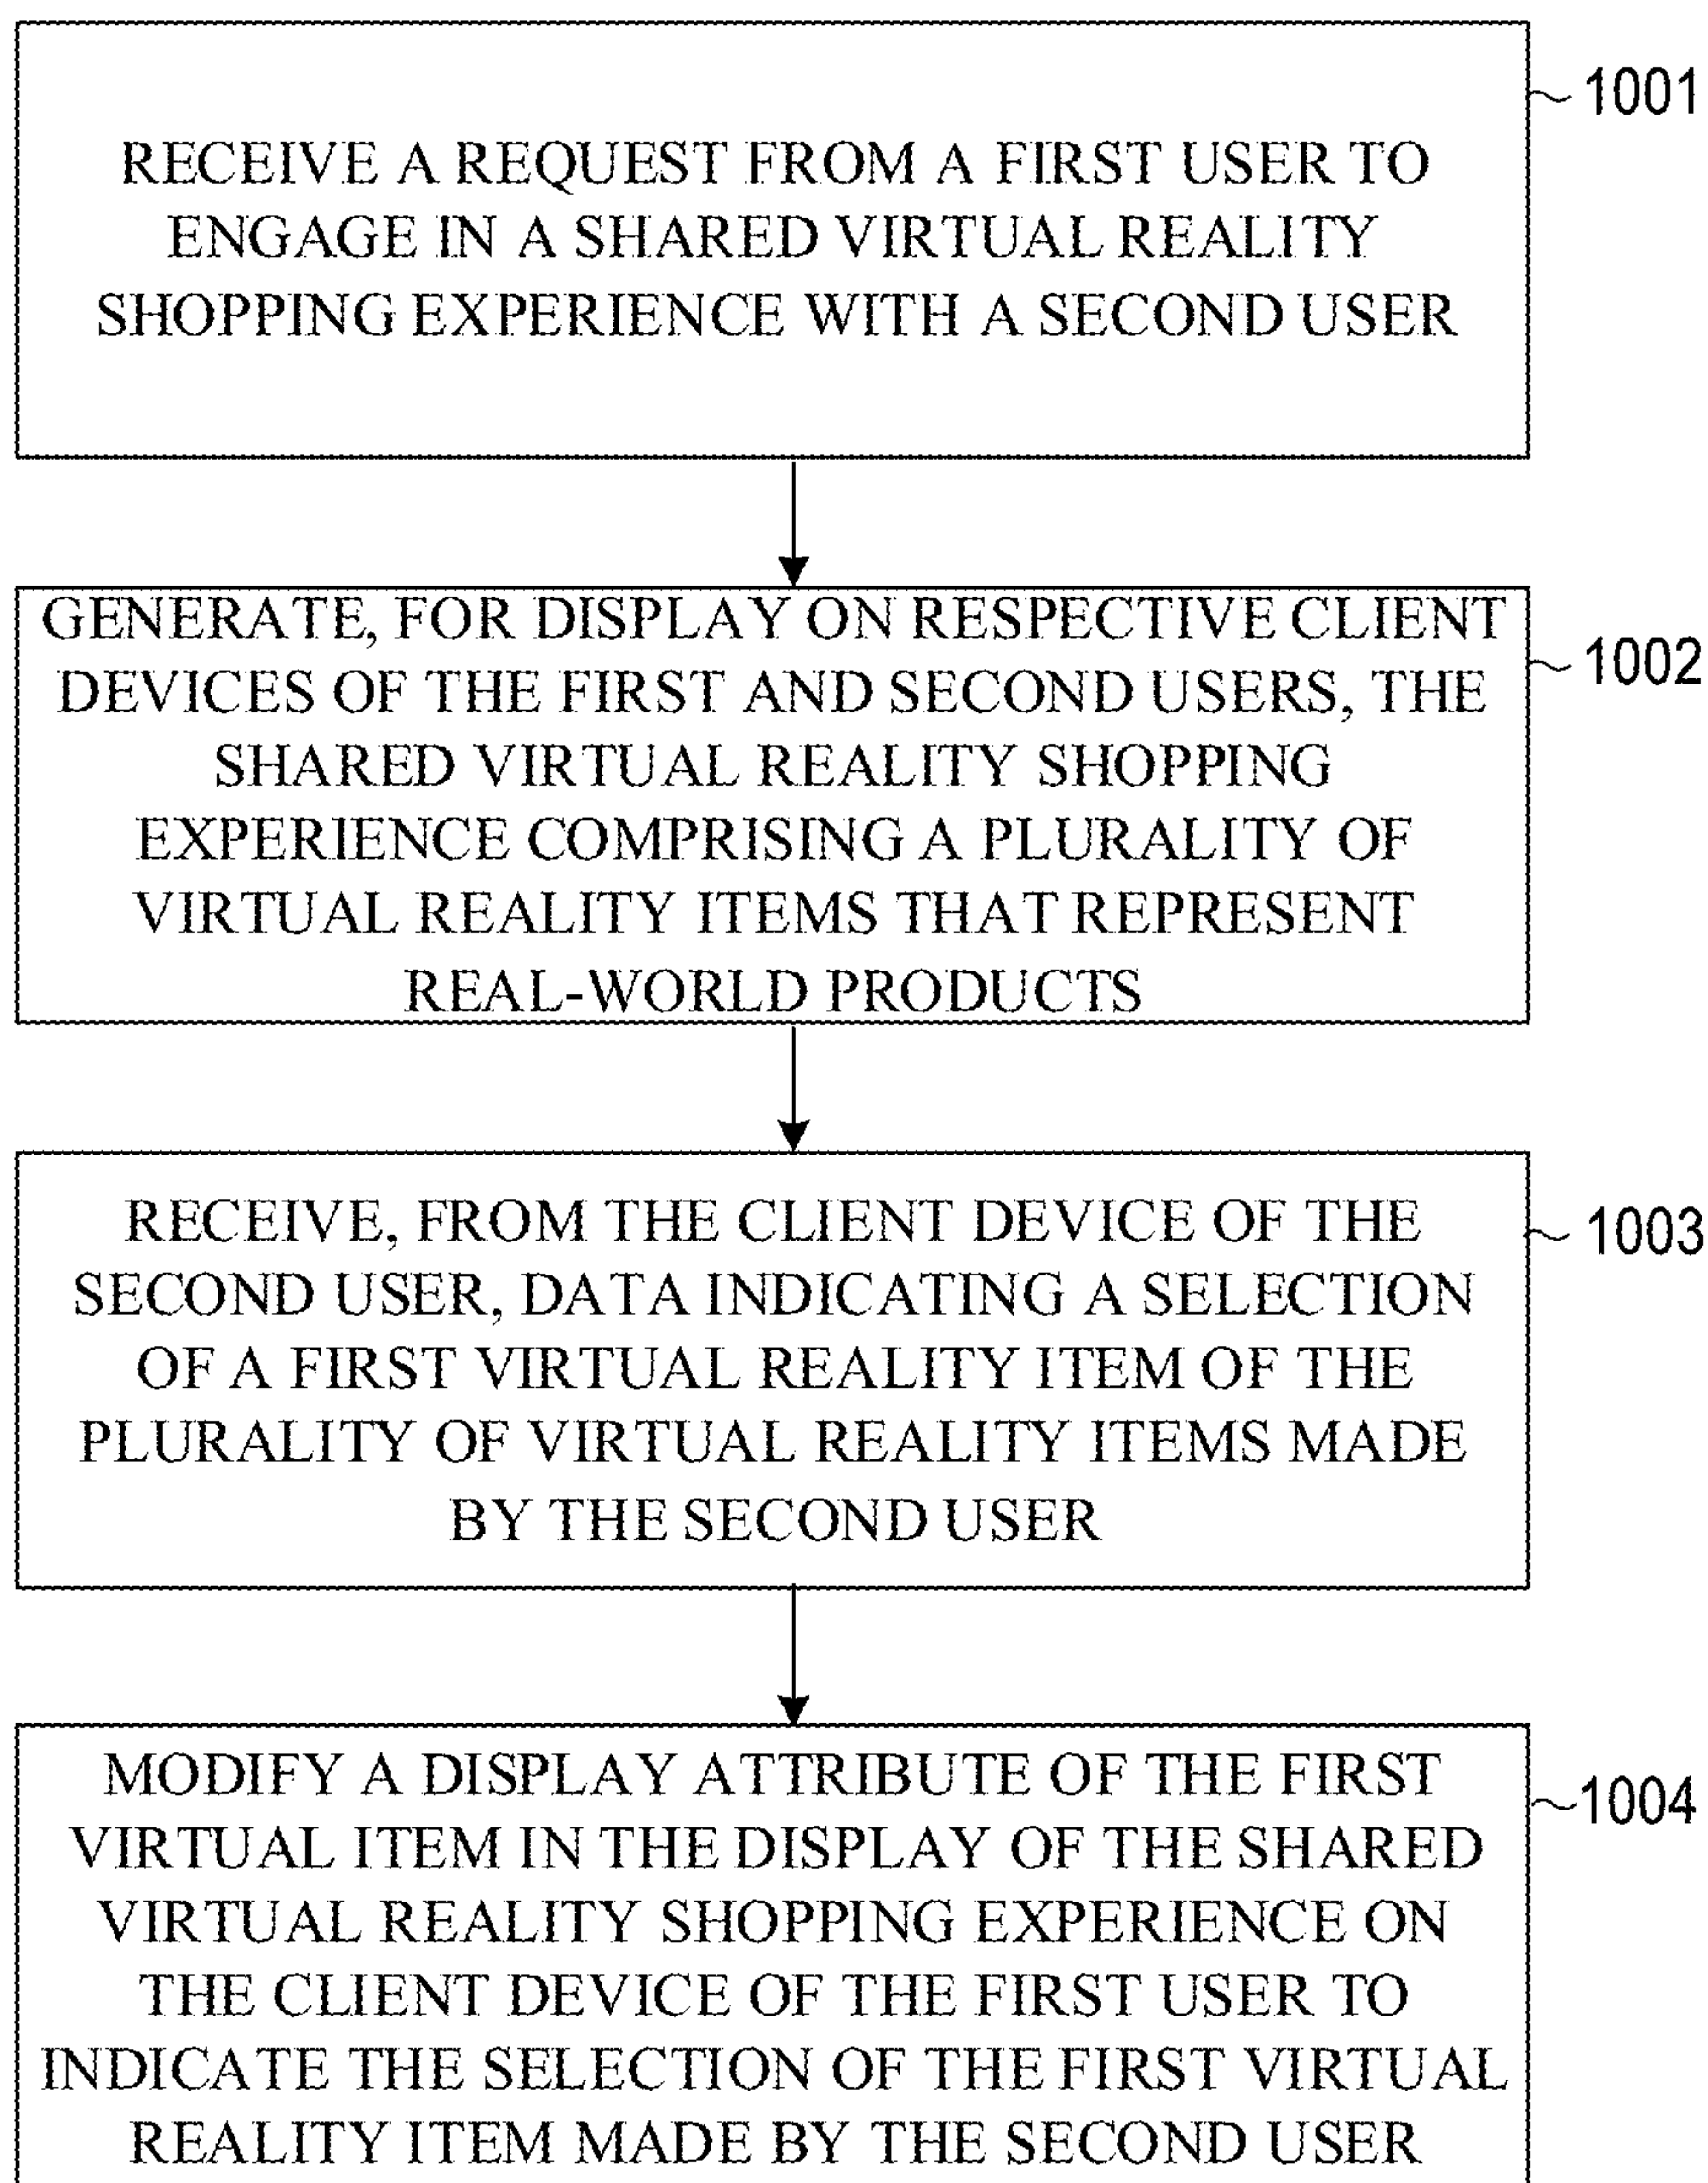 1001
RECEIVE A REQUEST FROM A FIRST USER TO
ENGAGE IN A SHARED VIRTUAL REALITY
SHOPPING EXPERIENCE WITH A SECOND USER
GENERATE, FOR DISPLAY ON RESPECTIVE CLIENT
1002
DEVICES OF THE FIRST AND SECOND USERS, THE
SHARED VIRTUAL REALITY SHOPPING
EXPERIENCE COMPRISING A PLURALITY OF
VIRTUAL REALITY ITEMS THAT REPRESENT
REAL-WORLD PRODUCTS
RECEIVE, FROM THE CLIENT DEVICE OF THE
1003
SECOND USER, DATA INDICATING A SELECTION
OF A FIRST VIRTUAL REALITY ITEM OF THE
PLURALITY OF VIRTUAL REALITY ITEMS MADE
BY THE SECOND USER
MODIFY A DISPLAY ATTRIBUTE OF THE FIRST
1004
VIRTUAL ITEM IN THE DISPLAY OF THE SHARED
VIRTUAL REALITY SHOPPING EXPERIENCE ON
THE CLIENT DEVICE OF THE FIRST USER TO
INDICATE THE SELECTION OF THE FIRST VIRTUAL
REALITY ITEM MADE BY THE SECOND USER